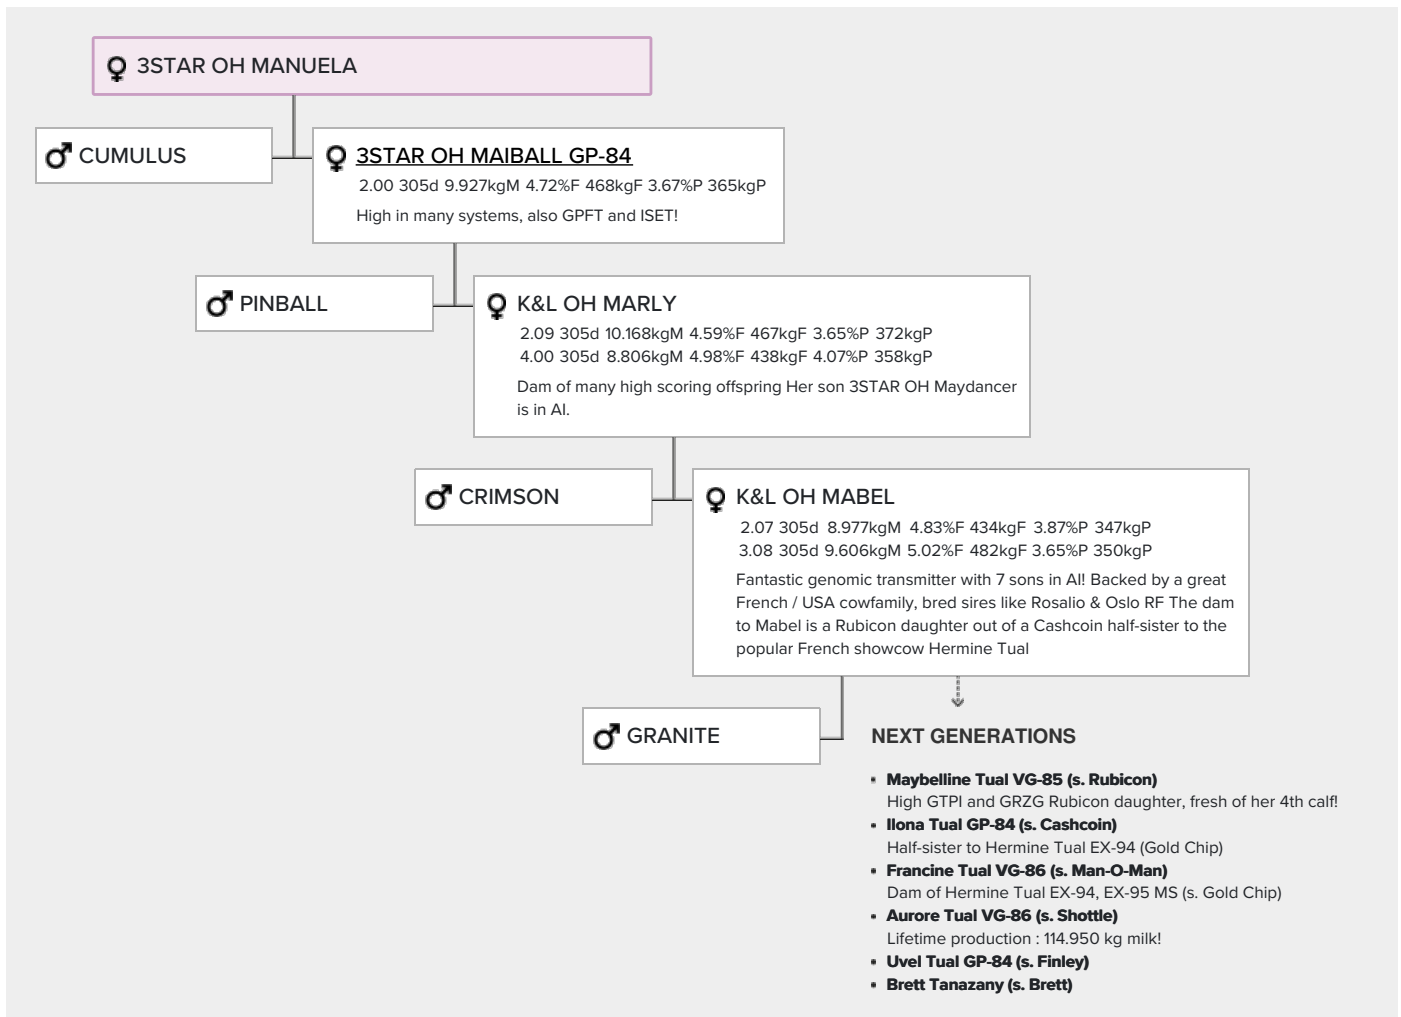 3STAR OH MANUELA
CUMULUS
3STAR OH MAIBALL GP-84
2.00 305d 9.927kgM 4.72%F 468kgF 3.67%P 365kgP
High in many systems, also GPFT and ISET!
PINBALL
K&L OH MARLY
2.09 305d 10.168kgM 4.59%F 467kgF 3.65%P 372kgP
4.00 305d 8.806kgM 4.98%F 438kgF 4.07%P 358kgP
Dam of many high scoring offspring Her son 3STAR OH Maydancer
is in AI.
CRIMSON
K&L OH MABEL
2.07 305d 8.977kgM 4.83%F 434kgF 3.87%P 347kgP
3.08 305d 9.606kgM 5.02%F 482kgF 3.65%P 350kgP
Fantastic genomic transmitter with 7 sons in AI! Backed by a great
French / USA cowfamily, bred sires like Rosalio & Oslo RF The dam
to Mabel is a Rubicon daughter out of a Cashcoin half-sister to the
popular French showcow Hermine Tual
GRANITE
NEXT GENERATIONS
Maybelline Tual VG-85 (s. Rubicon)
High GTPI and GRZG Rubicon daughter, fresh of her 4th calf!
Ilona Tual GP-84 (s. Cashcoin)
Half-sister to Hermine Tual EX-94 (Gold Chip)
Francine Tual VG-86 (s. Man-O-Man)
Dam of Hermine Tual EX-94, EX-95 MS (s. Gold Chip)
Aurore Tual VG-86 (s. Shottle)
Lifetime production : 114.950 kg milk!
Uvel Tual GP-84 (s. Finley)
Brett Tanazany (s. Brett)